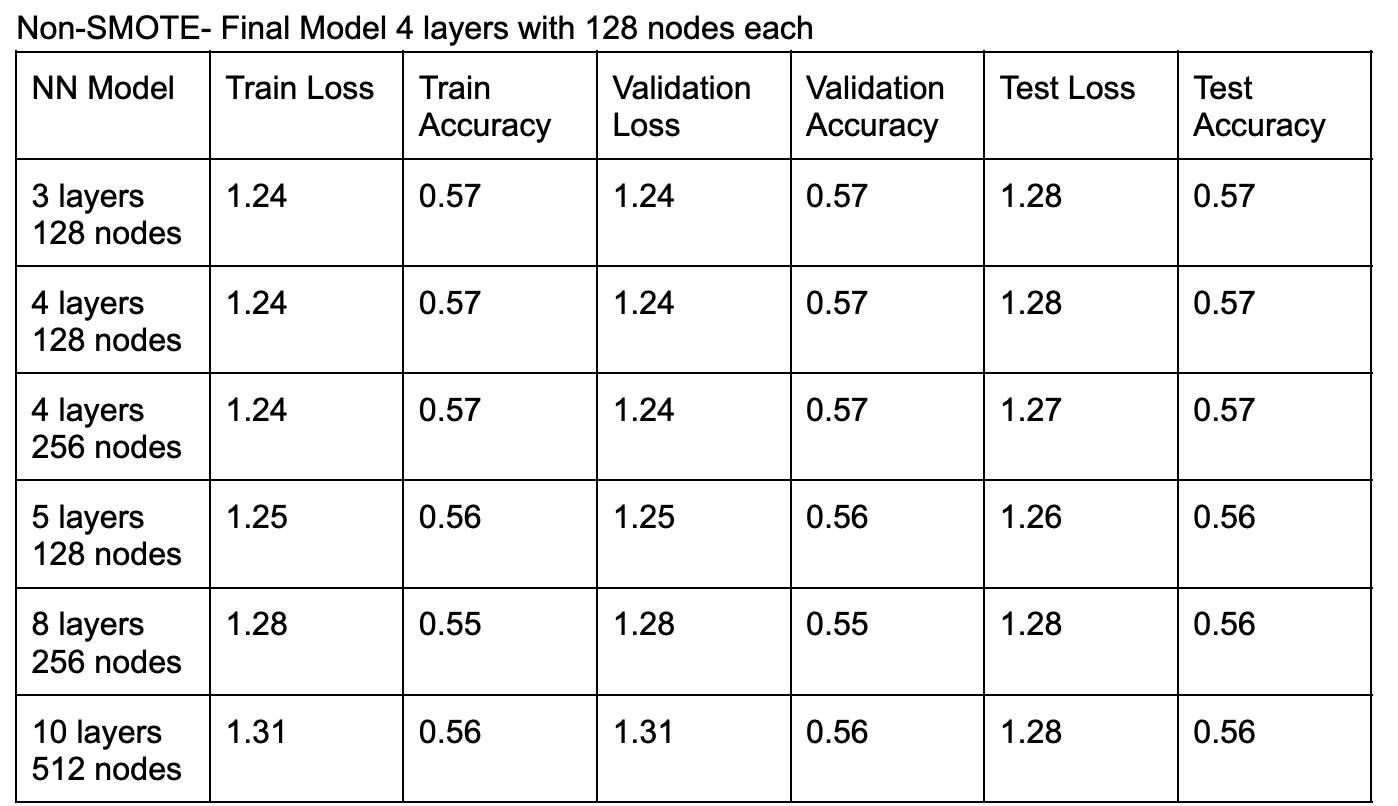 Non-SMOTE- Final Model 4 layers with 128 nodes each
NN Model Train Loss Train Accuracy Validation Loss Validation Accuracy Test Loss Test Accuracy
3 layers 128 nodes 1.24 0.57 1.24 0.57 1.28 0.57
4 layers 128 nodes 1.24 0.57 1.24 0.57 1.28 0.57
4 layers 256 nodes 1.24 0.57 1.24 0.57 1.27 0.57
5 layers 128 nodes 1.25 0.56 1.25 0.56 1.26 0.56
8 layers 256 nodes 1.28 0.55 1.28 0.55 1.28 0.56
10 layers 512 nodes 1.31 0.56 1.31 0.56 1.28 0.56